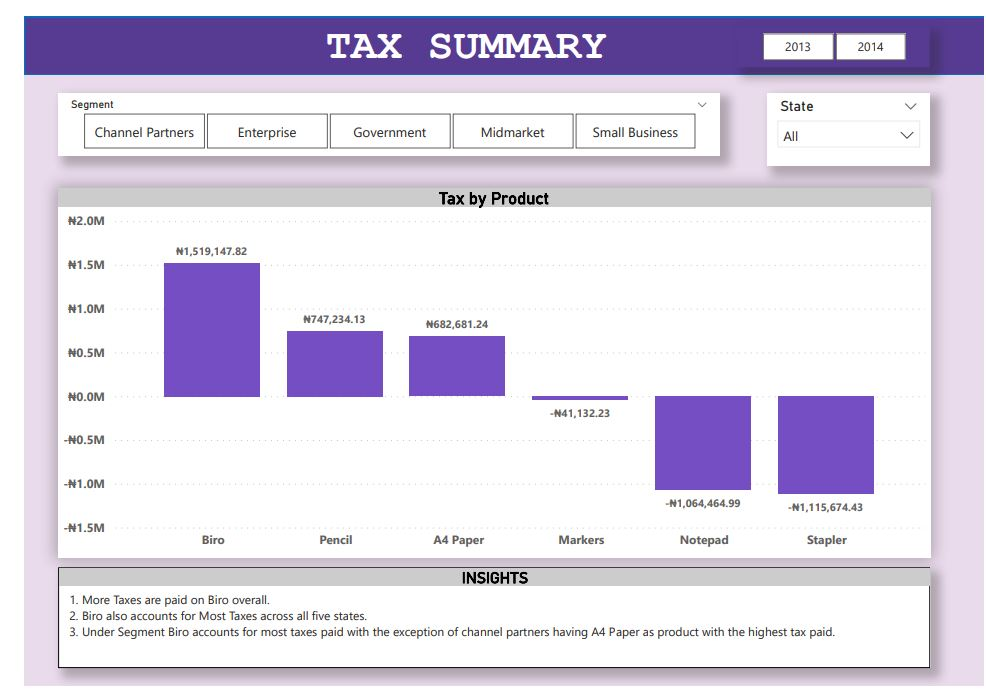 TAX SUMMARY
2013
2014
Segment
Channel Partners
Enterprise
Government
Midmarket
Small Business
State
All
Tax by Product
₦2.0M
₦1.5M
₦1.0M
₦0.5M
₦0.0M
-₦0.5M
-₦1.0M
-₦1.5M
₦1,519,147.82
₦747,234.13
₦682,681.24
-₦41,132.23
-₦1,064,464.99
-₦1,115,674.43
Biro
Pencil
A4 Paper
Markers
Notepad
Stapler
INSIGHTS
1. More Taxes are paid on Biro overall.
2. Biro also accounts for Most Taxes across all five states.
3. Under Segment Biro accounts for most taxes paid with the exception of channel partners having A4 Paper as product with the highest tax paid.